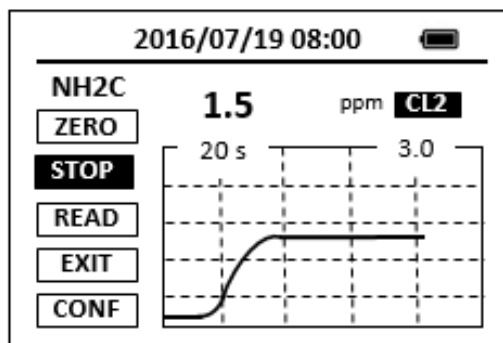 2016/07/19 08:00
NH2C
1.5 ppm CL2
ZERO
20 s 3.0
STOP
READ
EXIT
CONF